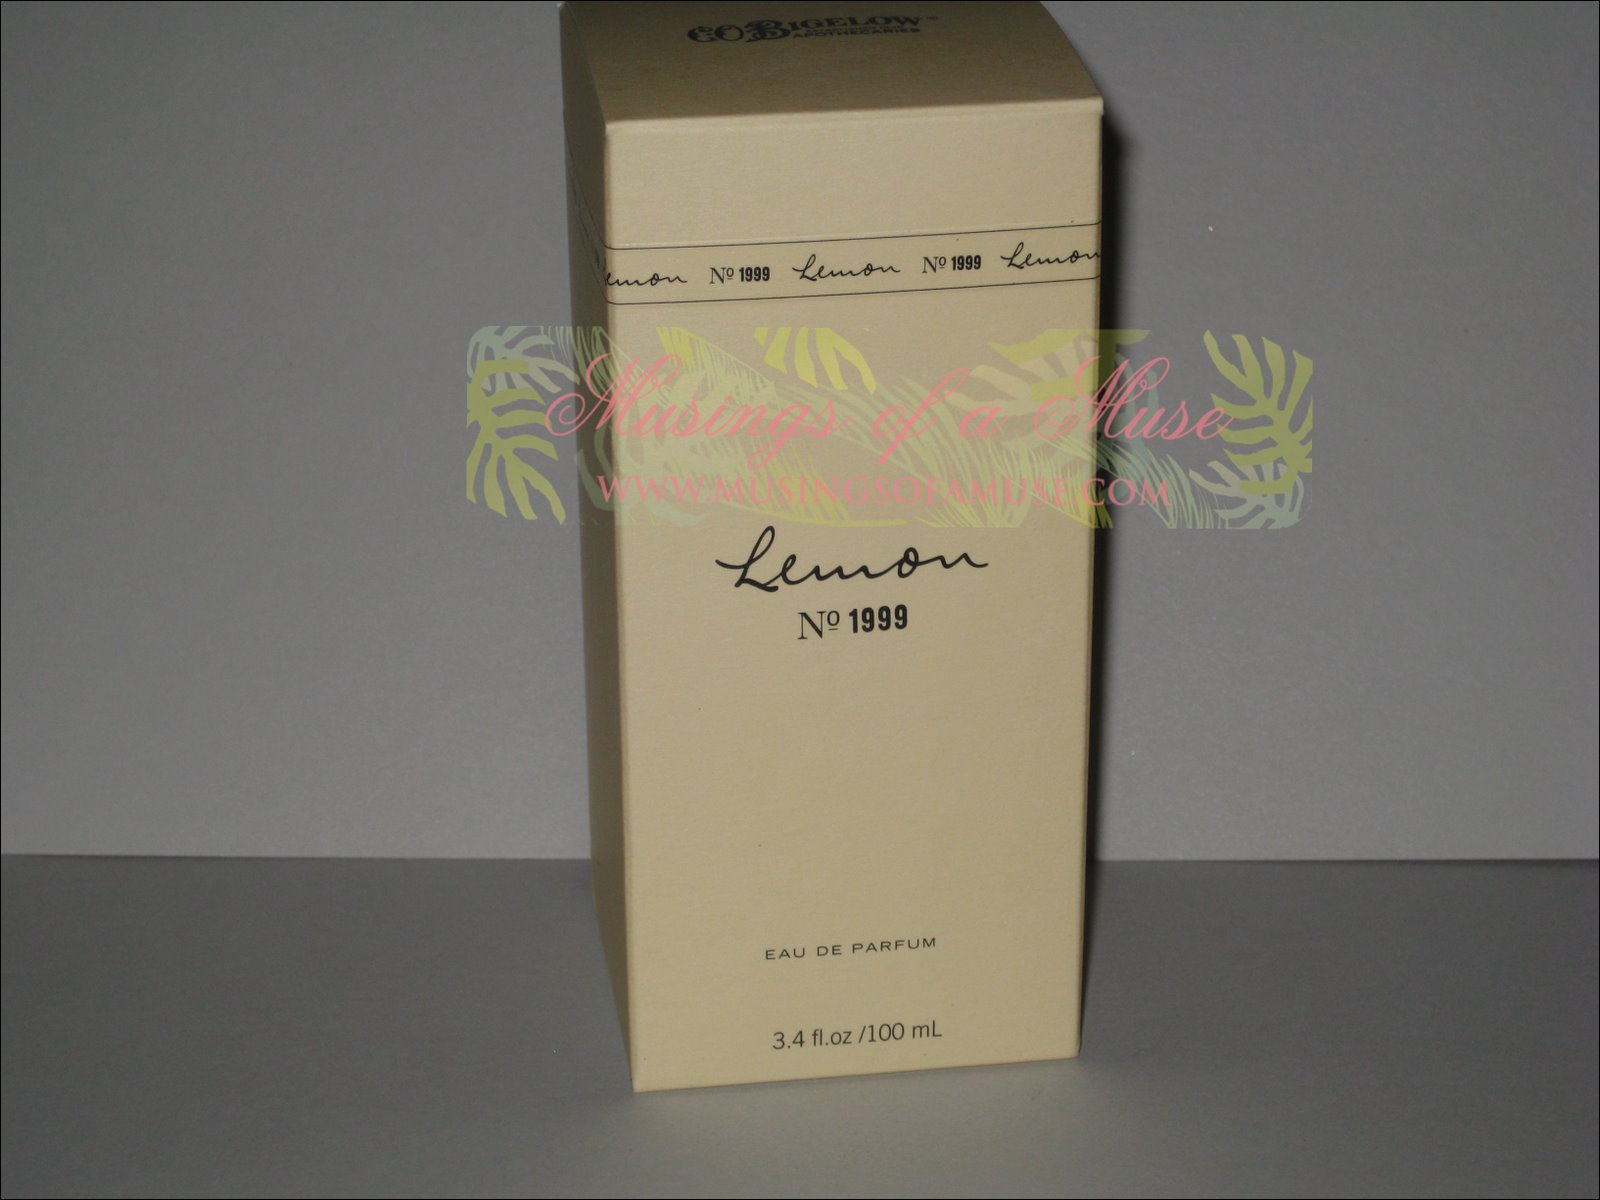 CO BIGELOW
APOTHECARIES
Lemon Nº 1999 Lemon Nº 1999 Lemon
Musings of a Muse
WWW.MUSINGSOFAMUSE.COM
Lemon
Nº 1999
EAU DE PARFUM
3.4 fl.oz /100 mL